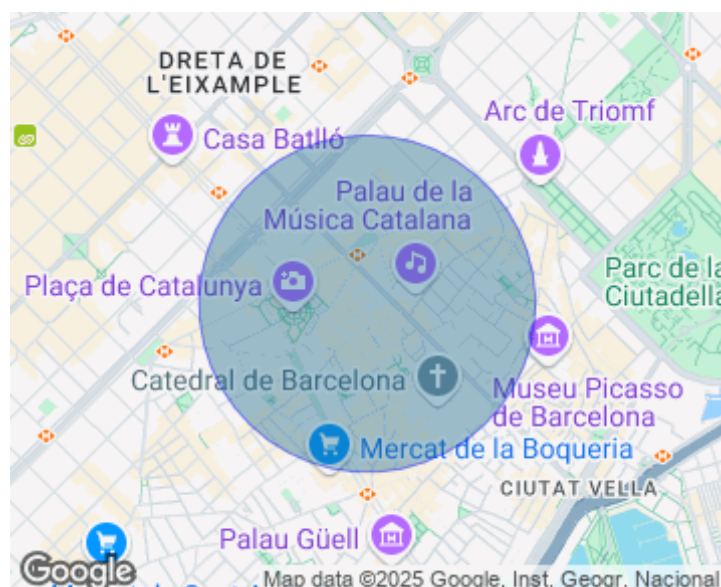 DRETA DE
L'EIXAMPLE
Casa Batlló
Arc de Triomf
Palau de la
Música Catalana
Plaça de Catalunya
Parc de la
Ciutadella
Catedral de Barcelona
Museu Picasso
de Barcelona
Mercat de la Boqueria
CIUTAT VELLA
Palau Güell
Google
Map data ©2025 Google, Inst. Geogr. Nacional